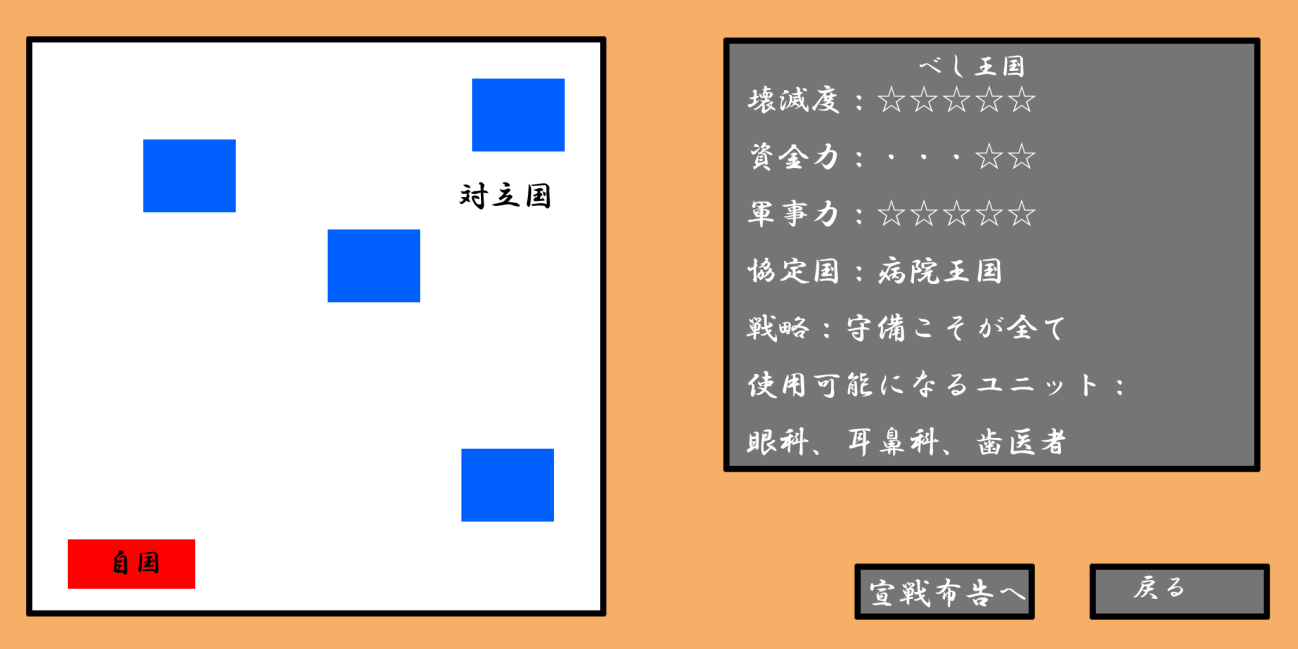 対立国
自国
べし王国
壊滅度：☆☆☆☆☆
資金力：・・・☆☆
軍事力：☆☆☆☆☆
協定国：病院王国
戦略：守備こそが全て
使用可能になるユニット：
眼科、耳鼻科、歯医者
宣戦布告へ
戻る